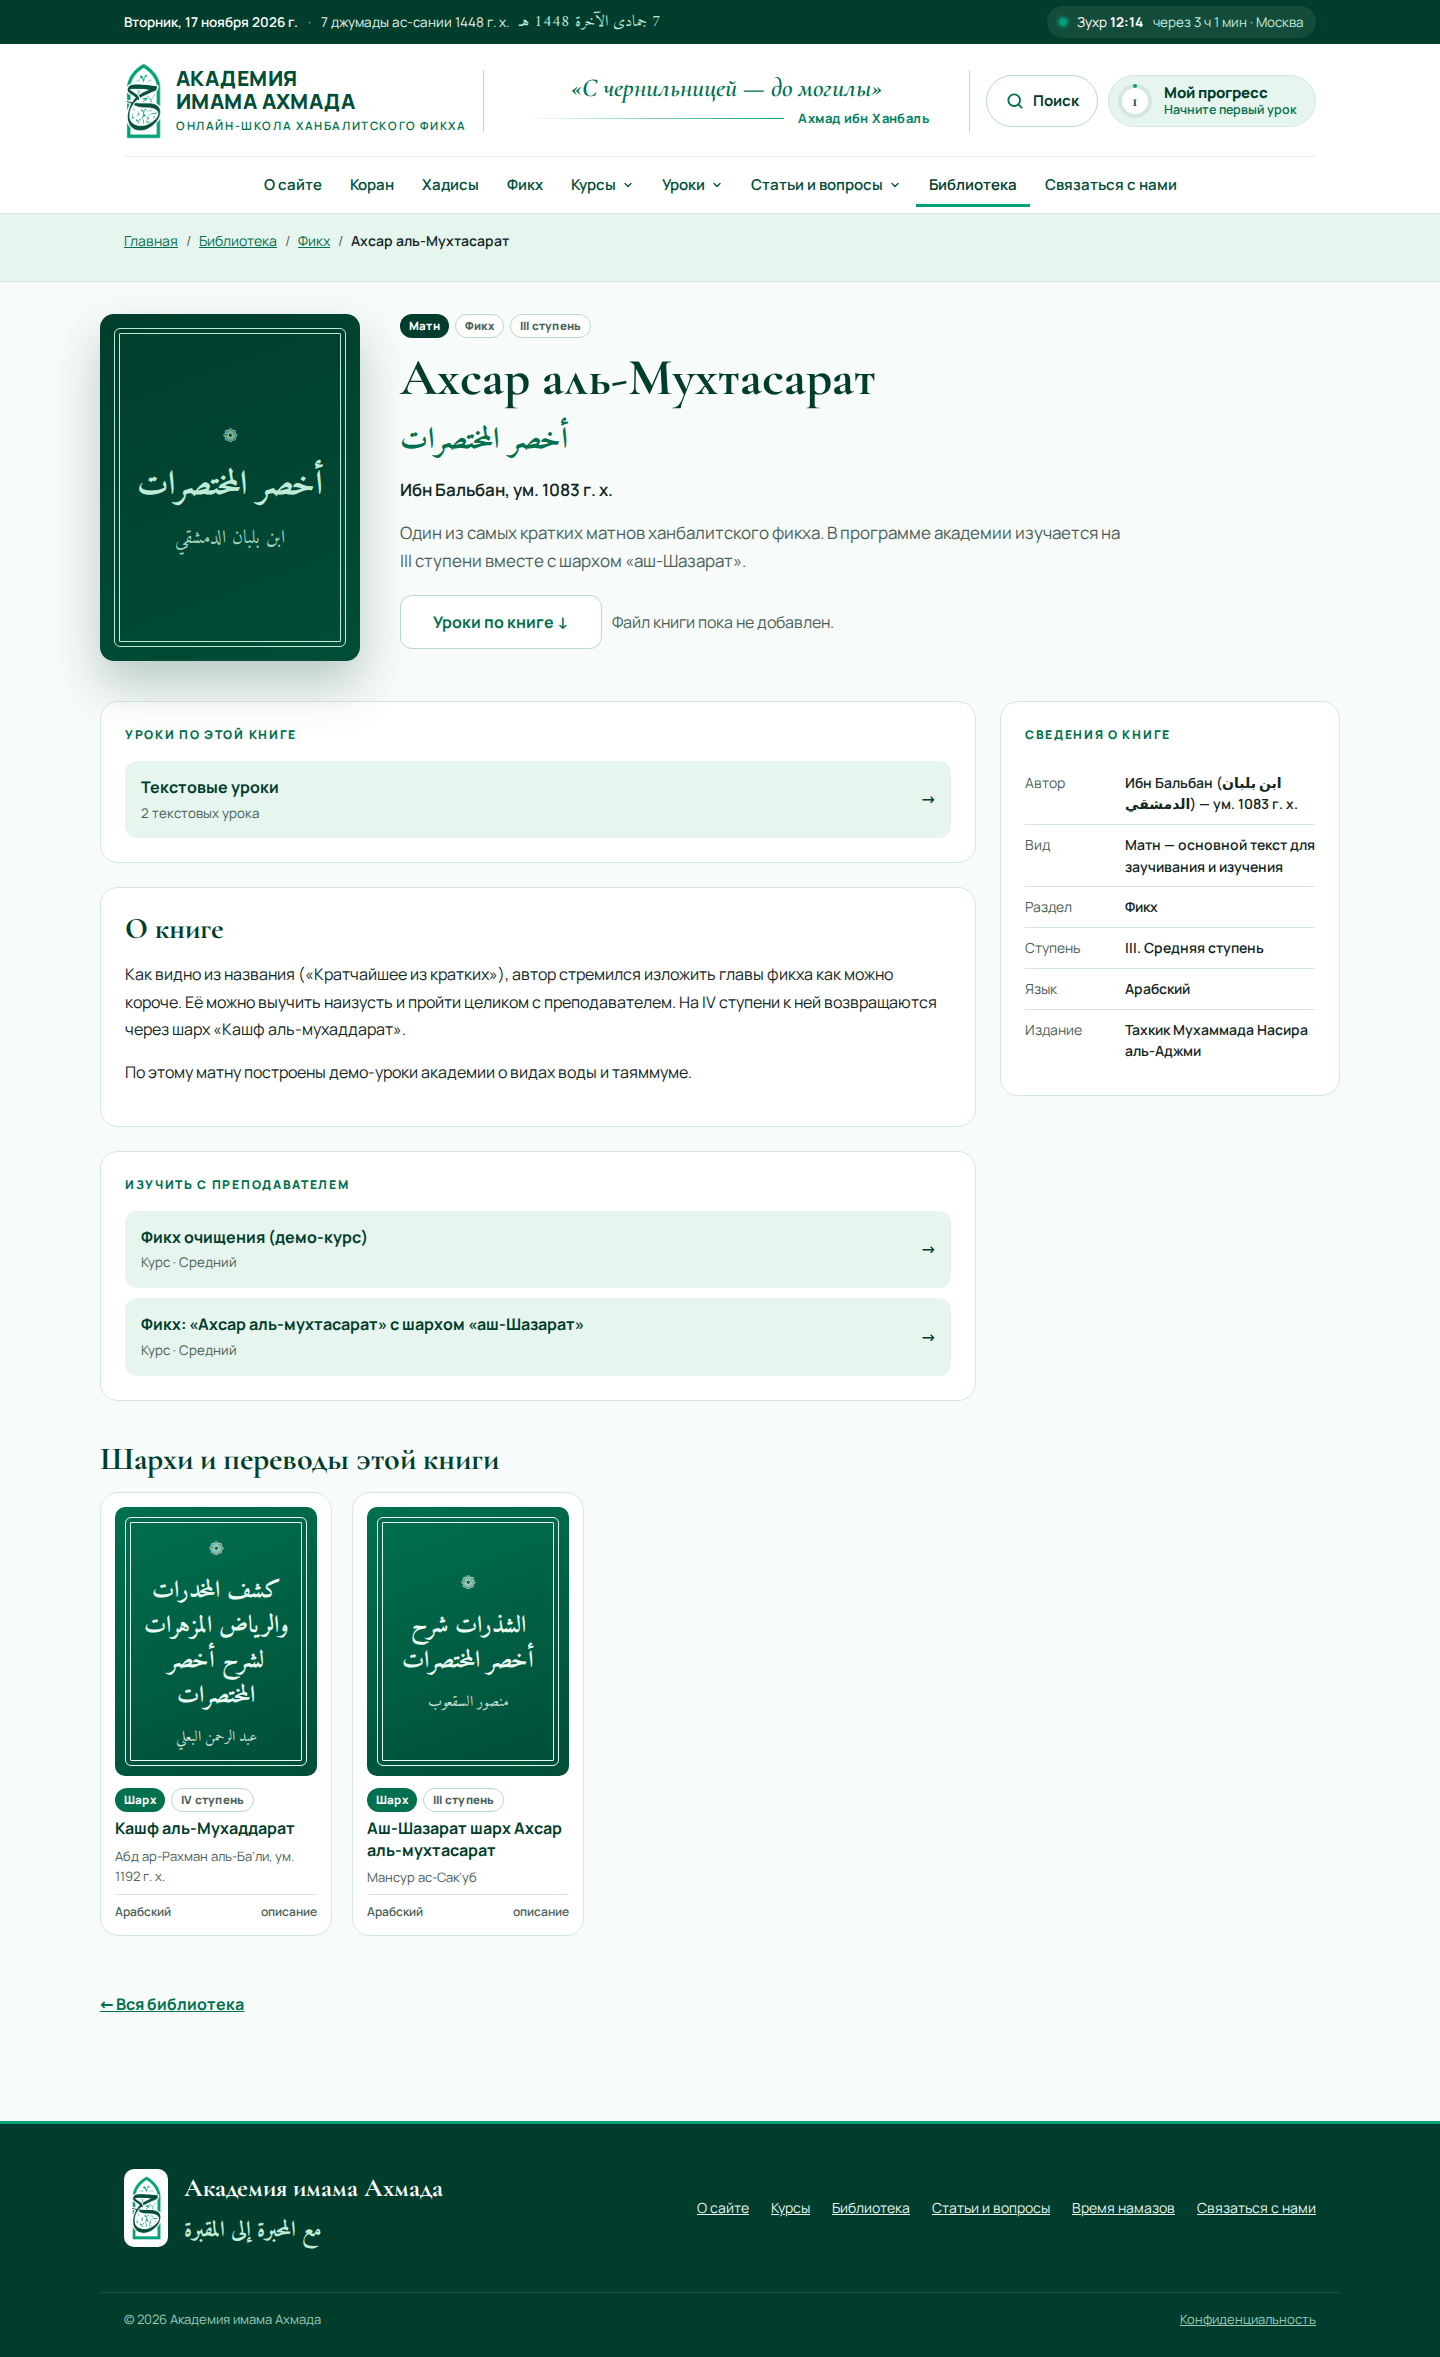 Вторник, 17 ноября 2026 г. · 7 джумады ас-сании 1448 г. х. 7 جمادى الآخرة 1448 هـ
Зухр 12:14 через 3 ч 1 мин · Москва
АКАДЕМИЯ
ИМАМА АХМАДА
ОНЛАЙН-ШКОЛА ХАНБАЛИТСКОГО ФИКХА
«С чернильницей — до могилы»
Ахмад ибн Ханбаль
Поиск
I
Мой прогресс
Начните первый урок
О сайте Коран Хадисы Фикх Курсы Уроки Статьи и вопросы Библиотека Связаться с нами
Главная / Библиотека / Фикх / Ахсар аль-Мухтасарат
أخصر المختصرات
ابن بلبان الدمشقي
Матн Фикх III ступень
Ахсар аль-Мухтасарат
أخصر المختصرات
Ибн Бальбан, ум. 1083 г. х.
Один из самых кратких матнов ханбалитского фикха. В программе академии изучается на
III ступени вместе с шархом «аш-Шазарат».
Уроки по книге ↓ Файл книги пока не добавлен.
УРОКИ ПО ЭТОЙ КНИГЕ
Текстовые уроки
2 текстовых урока
→
О книге
Как видно из названия («Кратчайшее из кратких»), автор стремился изложить главы фикха как можно
короче. Её можно выучить наизусть и пройти целиком с преподавателем. На IV ступени к ней возвращаются
через шарх «Кашф аль-мухаддарат».
По этому матну построены демо-уроки академии о видах воды и таяммуме.
ИЗУЧИТЬ С ПРЕПОДАВАТЕЛЕМ
Фикх очищения (демо-курс)
Курс · Средний
→
Фикх: «Ахсар аль-мухтасарат» с шархом «аш-Шазарат»
Курс · Средний
→
СВЕДЕНИЯ О КНИГЕ
Автор Ибн Бальбан (ابن بلبان
الدمشقي) — ум. 1083 г. х.
Вид Матн — основной текст для
заучивания и изучения
Раздел Фикх
Ступень III. Средняя ступень
Язык Арабский
Издание Тахкик Мухаммада Насира
аль-Аджми
Шархи и переводы этой книги
كشف المخدرات
والرياض المزهرات
لشرح أخصر
المختصرات
عبد الرحمن البعلي
Шарх IV ступень
Кашф аль-Мухаддарат
Абд ар-Рахман аль-Ба'ли, ум.
1192 г. х.
Арабский описание
الشذرات شرح
أخصر المختصرات
منصور السقعوب
Шарх III ступень
Аш-Шазарат шарх Ахсар
аль-мухтасарат
Мансур ас-Сак'уб
Арабский описание
← Вся библиотека
Академия имама Ахмада
مع المحبرة إلى المقبرة
О сайте Курсы Библиотека Статьи и вопросы Время намазов Связаться с нами
© 2026 Академия имама Ахмада
Конфиденциальность